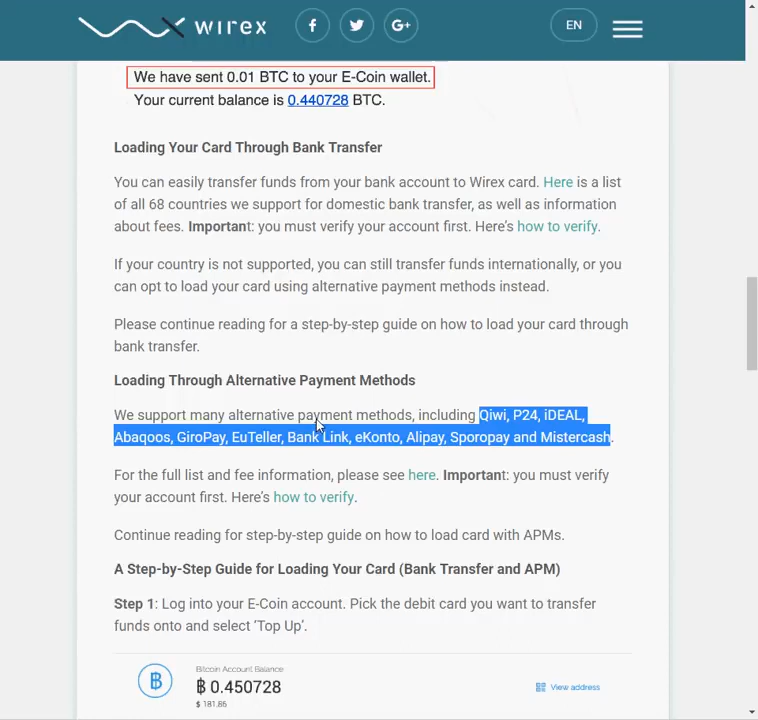 wirex
f
G+
EN
We have sent 0.01 BTC to your E-Coin wallet.
Your current balance is 0.440728 BTC.
Loading Your Card Through Bank Transfer
You can easily transfer funds from your bank account to Wirex card. Here is a list
of all 68 countries we support for domestic bank transfer, as well as information
about fees. Important: you must verify your account first. Here's how to verify.
If your country is not supported, you can still transfer funds internationally, or you
can opt to load your card using alternative payment methods instead.
Please continue reading for a step-by-step guide on how to load your card through
bank transfer.
Loading Through Alternative Payment Methods
We support many alternative payment methods, including Qiwi, P24, iDEAL,
Abaqoos, GiroPay, EuTeller, Bank Link, eKonto, Alipay, Sporopay and Mistercash.
For the full list and fee information, please see here. Important: you must verify
your account first. Here's how to verify.
Continue reading for step-by-step guide on how to load card with APMs.
A Step-by-Step Guide for Loading Your Card (Bank Transfer and APM)
Step 1: Log into your E-Coin account. Pick the debit card you want to transfer
funds onto and select ‘Top Up’.
Bitcoin Account Balance
฿ 0.450728
View address
$ 181.86